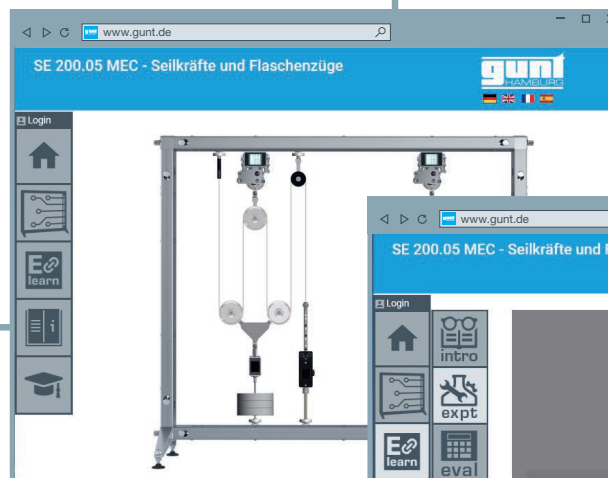 www.gunt.de
SE 200.05 MEC - Seilkräfte und Flaschenzüge
gunt
HAMBURG
Login
E
learn
i
www.gunt.de
SE 200.05 MEC - Seilkräfte und F
Login
intro
expt
E
learn
eval